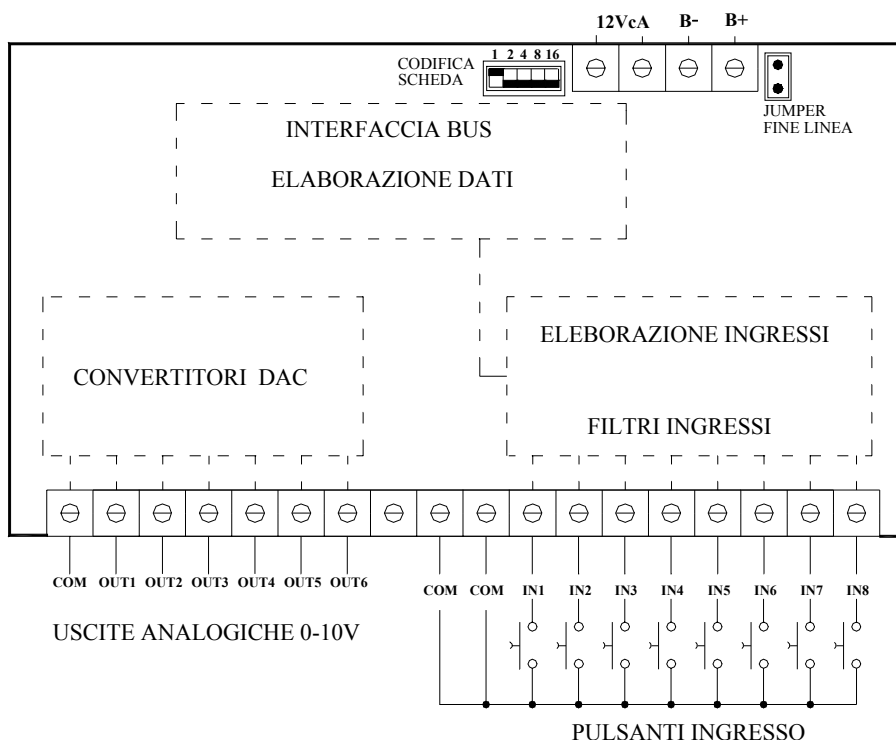 12VcA B- B+
CODIFICA
SCHEDA
1 2 4 8 16
JUMPER
FINE LINEA
INTERFACCIA BUS
ELABORAZIONE DATI
CONVERTITORI DAC
ELEBORAZIONE INGRESSI
FILTRI INGRESSI
COM OUT1 OUT2 OUT3 OUT4 OUT5 OUT6
COM COM IN1 IN2 IN3 IN4 IN5 IN6 IN7 IN8
USCITE ANALOGICHE 0-10V
PULSANTI INGRESSO